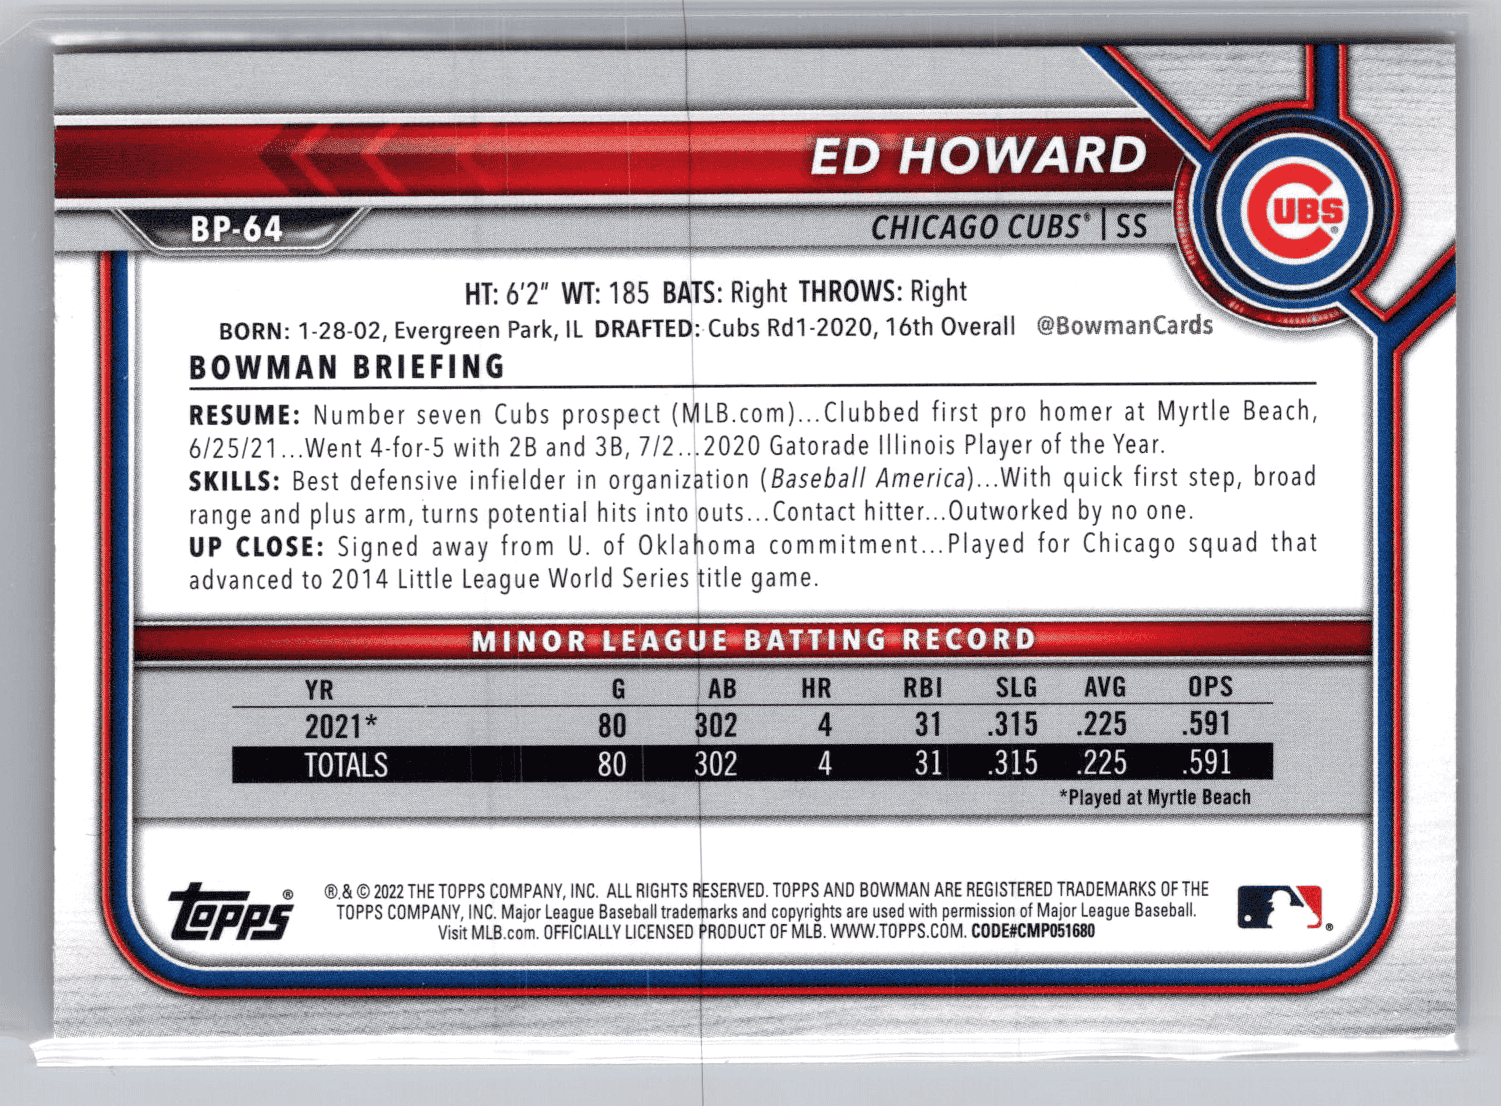 ED HOWARD
BP-64
CHICAGO CUBS® | SS
CUBS®
HT: 6'2" WT: 185 BATS: Right THROWS: Right
BORN: 1-28-02, Evergreen Park, IL DRAFTED: Cubs Rd1-2020, 16th Overall @BowmanCards
BOWMAN BRIEFING
RESUME: Number seven Cubs prospect (MLB.com)...Clubbed first pro homer at Myrtle Beach,
6/25/21...Went 4-for-5 with 2B and 3B, 7/2...2020 Gatorade Illinois Player of the Year.
SKILLS: Best defensive infielder in organization (Baseball America)...With quick first step, broad
range and plus arm, turns potential hits into outs...Contact hitter...Outworked by no one.
UP CLOSE: Signed away from U. of Oklahoma commitment...Played for Chicago squad that
advanced to 2014 Little League World Series title game.
MINOR LEAGUE BATTING RECORD
YR G AB HR RBI SLG AVG OPS
2021* 80 302 4 31 .315 .225 .591
TOTALS 80 302 4 31 .315 .225 .591
*Played at Myrtle Beach
topps®
® & © 2022 THE TOPPS COMPANY, INC. ALL RIGHTS RESERVED. TOPPS AND BOWMAN ARE REGISTERED TRADEMARKS OF THE
TOPPS COMPANY, INC. Major League Baseball trademarks and copyrights are used with permission of Major League Baseball.
Visit MLB.com. OFFICIALLY LICENSED PRODUCT OF MLB. WWW.TOPPS.COM. CODE#CMP051680
®